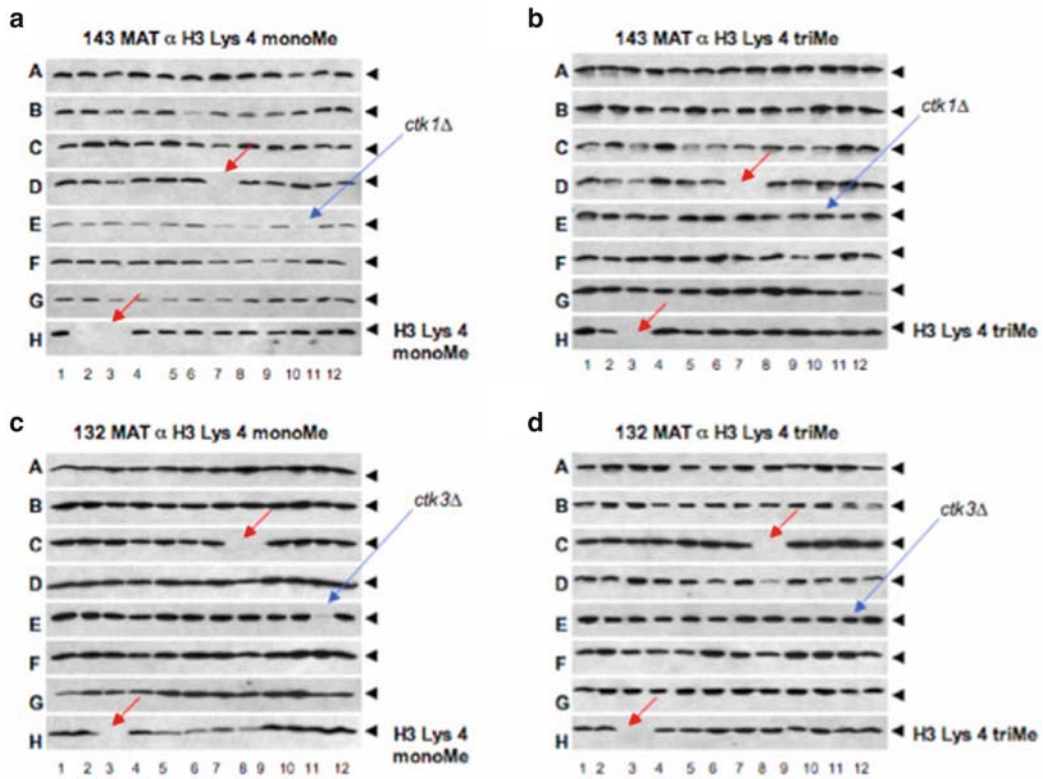 a
143 MAT α H3 Lys 4 monoMe
A
B
C
D
E
F
G
H
ctk1Δ
H3 Lys 4
monoMe
1 2 3 4 5 6 7 8 9 10 11 12
b
143 MAT α H3 Lys 4 triMe
A
B
C
D
E
F
G
H
ctk1Δ
H3 Lys 4 triMe
1 2 3 4 5 6 7 8 9 10 11 12
c
132 MAT α H3 Lys 4 monoMe
A
B
C
D
E
F
G
H
ctk3Δ
H3 Lys 4
monoMe
1 2 3 4 5 6 7 8 9 10 11 12
d
132 MAT α H3 Lys 4 triMe
A
B
C
D
E
F
G
H
ctk3Δ
H3 Lys 4 triMe
1 2 3 4 5 6 7 8 9 10 11 12